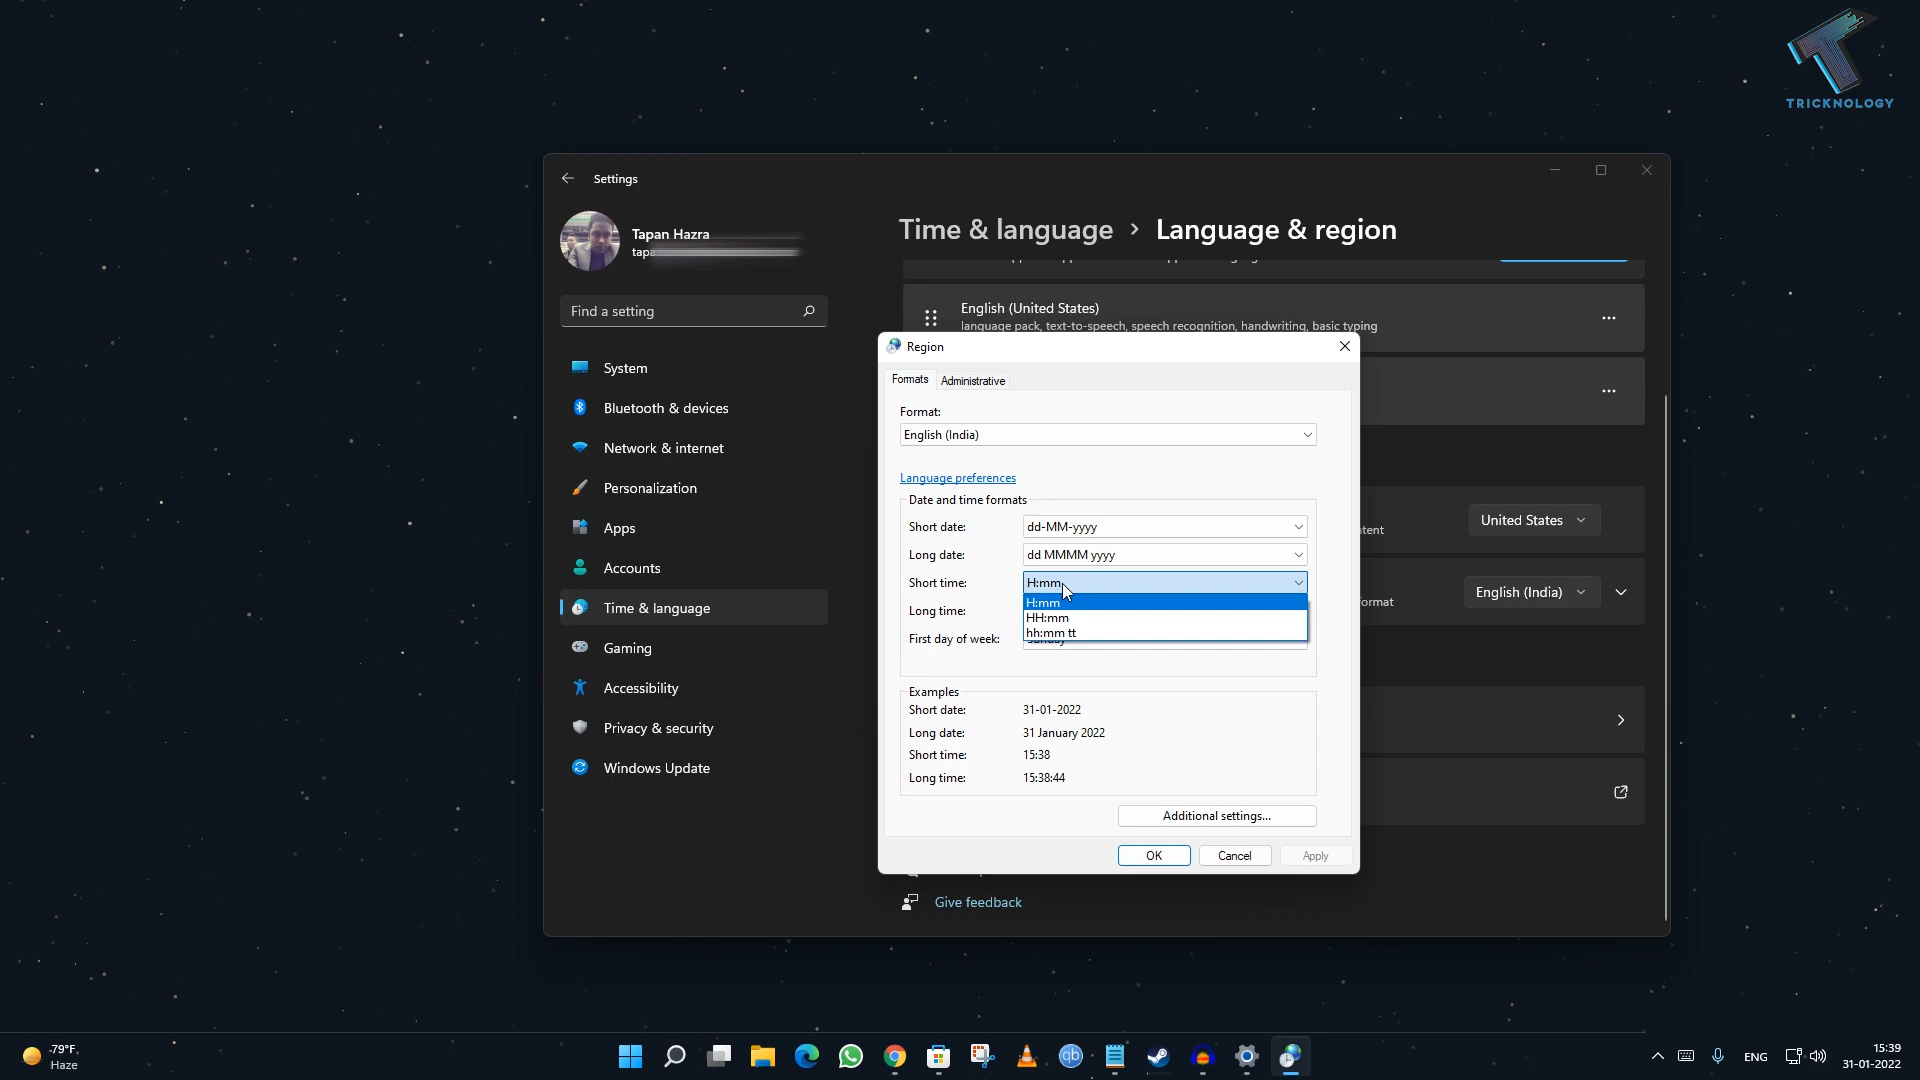 TRICKNOLOGY
Settings
Tapan Hazra
tapa
Find a setting
System
Bluetooth & devices
Network & internet
Personalization
Apps
Accounts
Time & language
Gaming
Accessibility
Privacy & security
Windows Update
Time & language › Language & region
English (United States)
language pack, text-to-speech, speech recognition, handwriting, basic typing
tent
United States
ormat
English (India)
Give feedback
Region
Formats Administrative
Format:
English (India)
Language preferences
Date and time formats
Short date: dd-MM-yyyy
Long date: dd MMMM yyyy
Short time: H:mm
H:mm
HH:mm
hh:mm tt
Long time:
First day of week: Sunday
Examples
Short date: 31-01-2022
Long date: 31 January 2022
Short time: 15:38
Long time: 15:38:44
Additional settings...
OK Cancel Apply
79°F
Haze
qb
ENG
15:39
31-01-2022